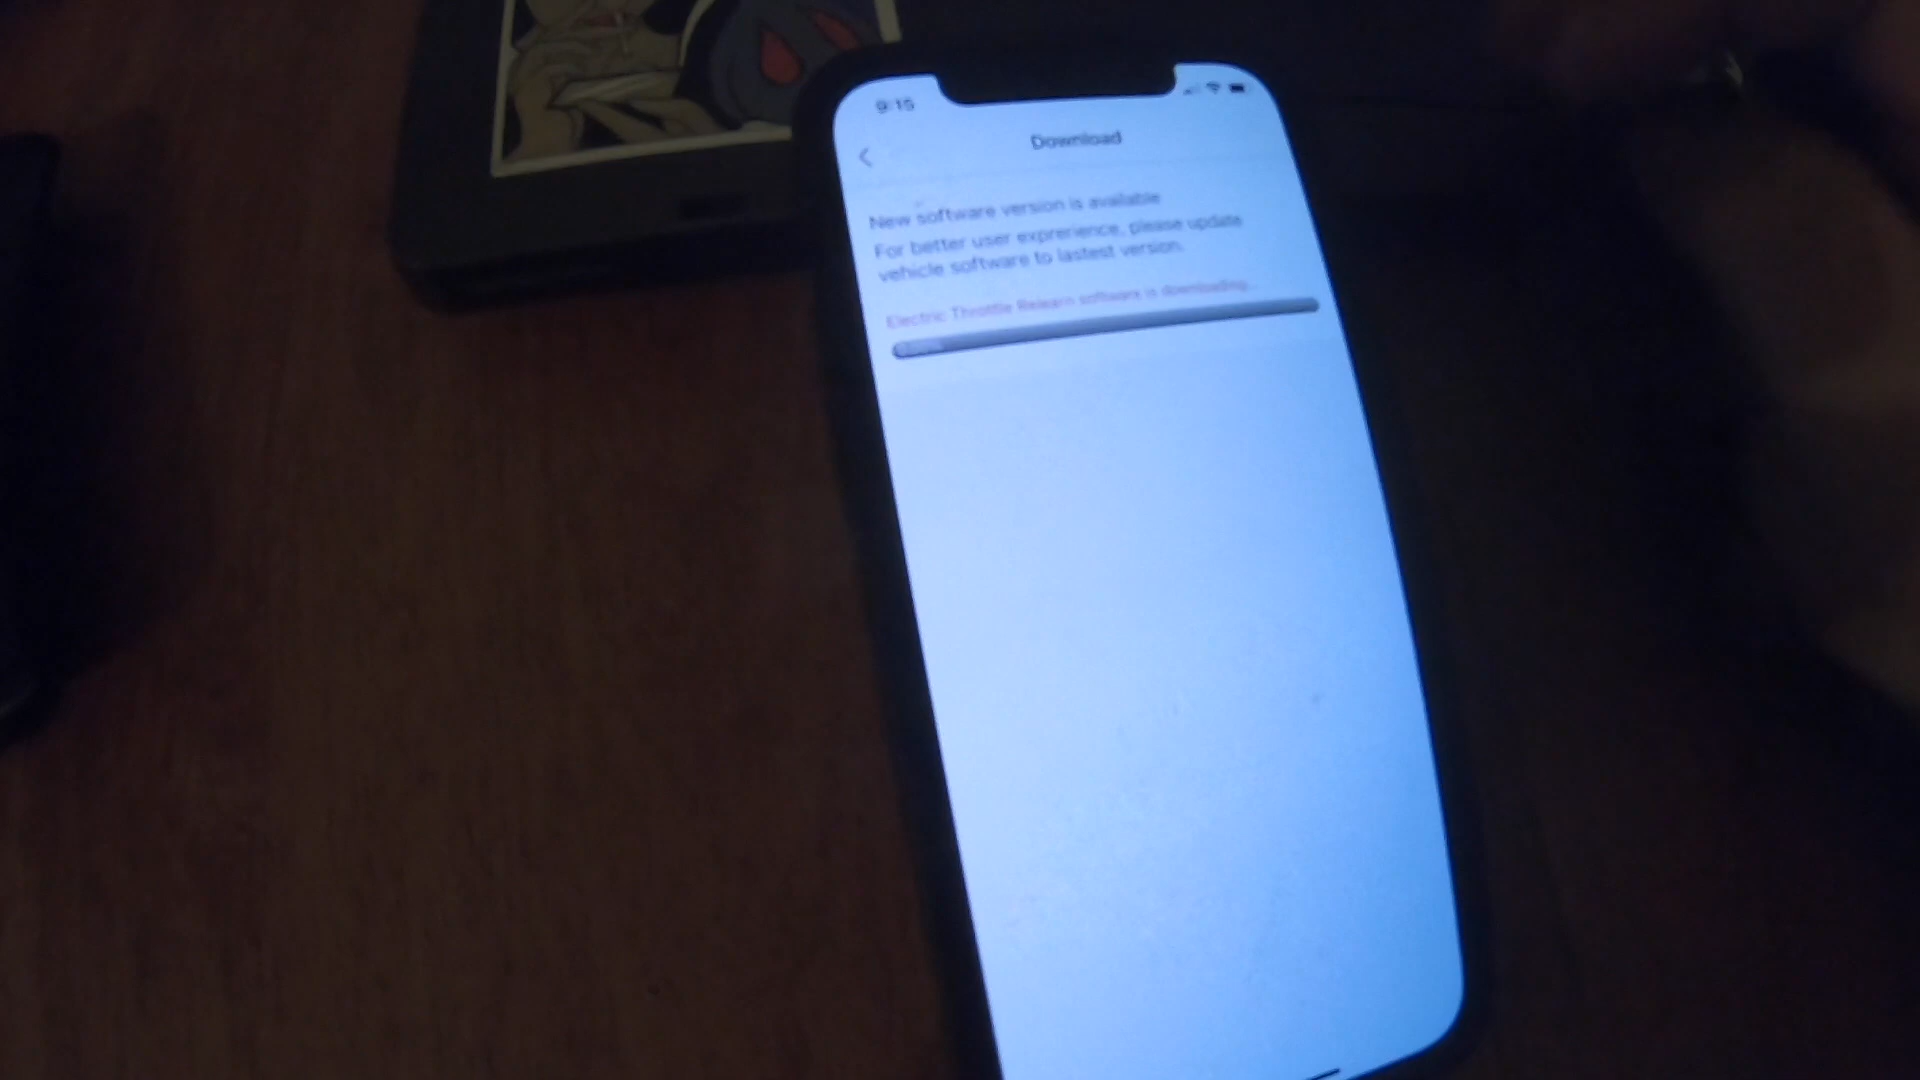 9:15
Download
New software version is available
For better user exprerience, please update
vehicle software to lastest version.
Electric Throttle Relearn software is downloading...